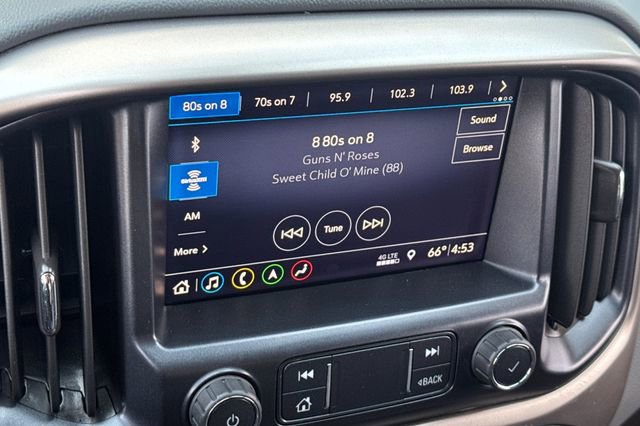 80s on 8 70s on 7 95.9 102.3 103.9
8 80s on 8
Guns N' Roses
Sweet Child O' Mine (88)
Sound
Browse
SiriusXM
AM
More
Tune
4G LTE
66° 4:53
BACK